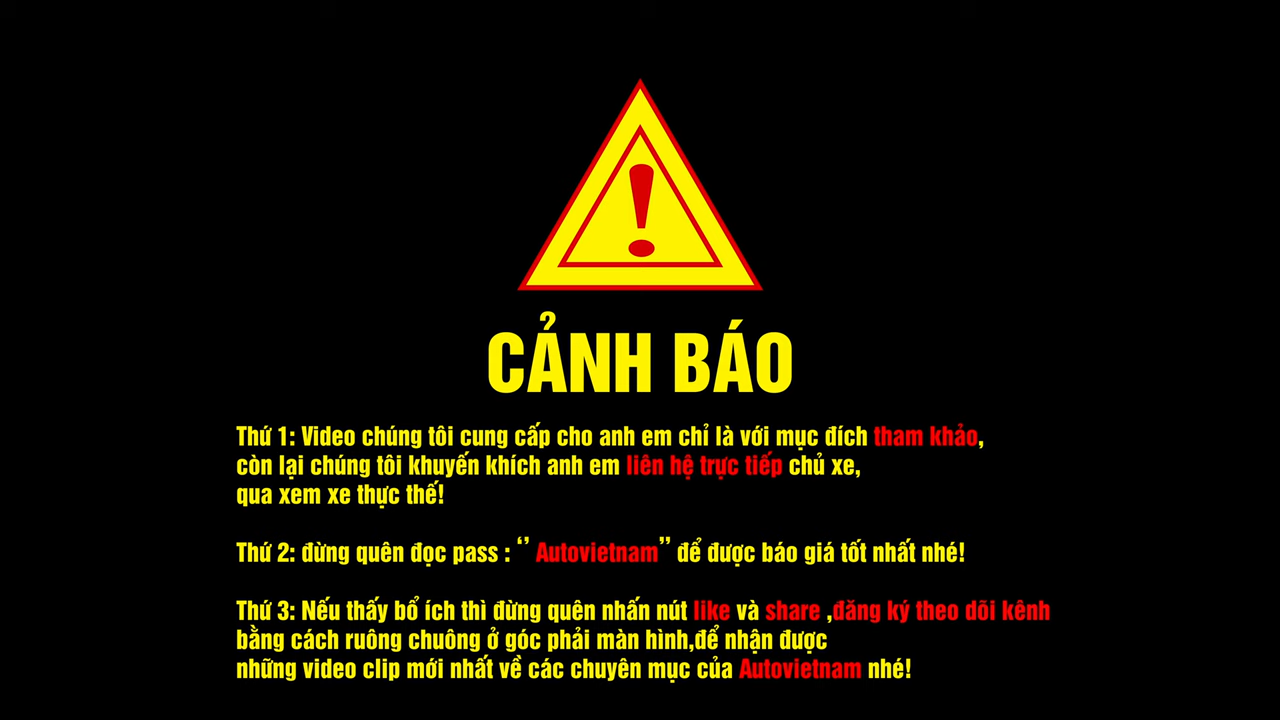 CẢNH BÁO
Thứ 1: Video chúng tôi cung cấp cho anh em chỉ là với mục đích tham khảo,
còn lại chúng tôi khuyến khích anh em liên hệ trực tiếp chủ xe,
qua xem xe thực thế!
Thứ 2: đừng quên đọc pass : ‘’ Autovietnam” để được báo giá tốt nhất nhé!
Thứ 3: Nếu thấy bổ ích thì đừng quên nhấn nút like và share ,đăng ký theo dõi kênh
bằng cách ruông chuông ở góc phải màn hình,để nhận được
những video clip mới nhất về các chuyên mục của Autovietnam nhé!